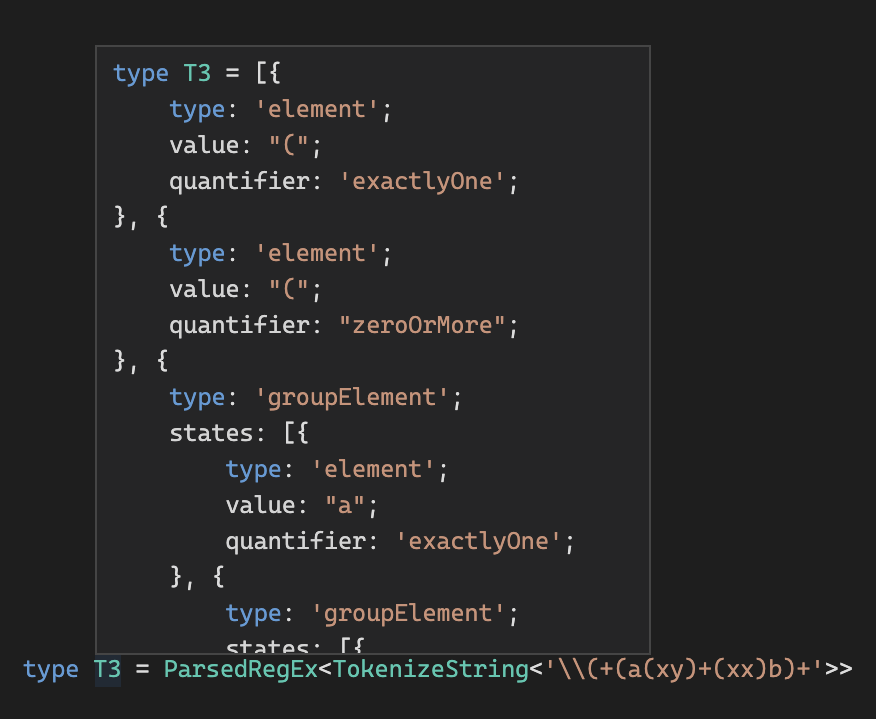 type T3 = [{
    type: 'element';
    value: "(";
    quantifier: 'exactlyOne';
}, {
    type: 'element';
    value: "(";
    quantifier: "zeroOrMore";
}, {
    type: 'groupElement';
    states: [{
        type: 'element';
        value: "a";
        quantifier: 'exactlyOne';
    }, {
        type: 'groupElement';
        states: [{
type T3 = ParsedRegEx<TokenizeString<'\\(+(a(xy)+(xx)b)+'>>